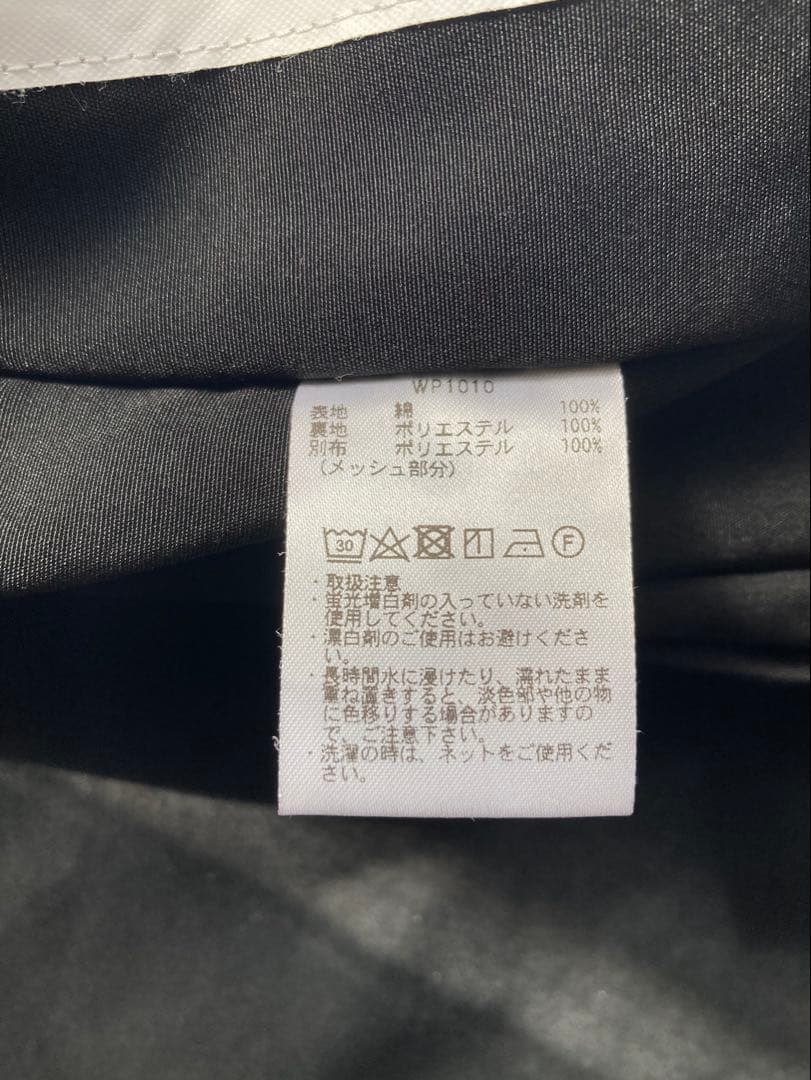 WP1010
表地 綿 100%
裏地 ポリエステル 100%
別布 ポリエステル 100%
(メッシュ部分)
30 F
・取扱注意
・蛍光増白剤の入っていない洗剤を
使用してください。
・漂白剤のご使用はお避けくださ
い。
・長時間水に浸けたり、濡れたまま
重ね置きすると、淡色部や他の物
に色移りする場合がありますの
で、ご注意下さい。
・洗濯の時は、ネットをご使用くだ
さい。